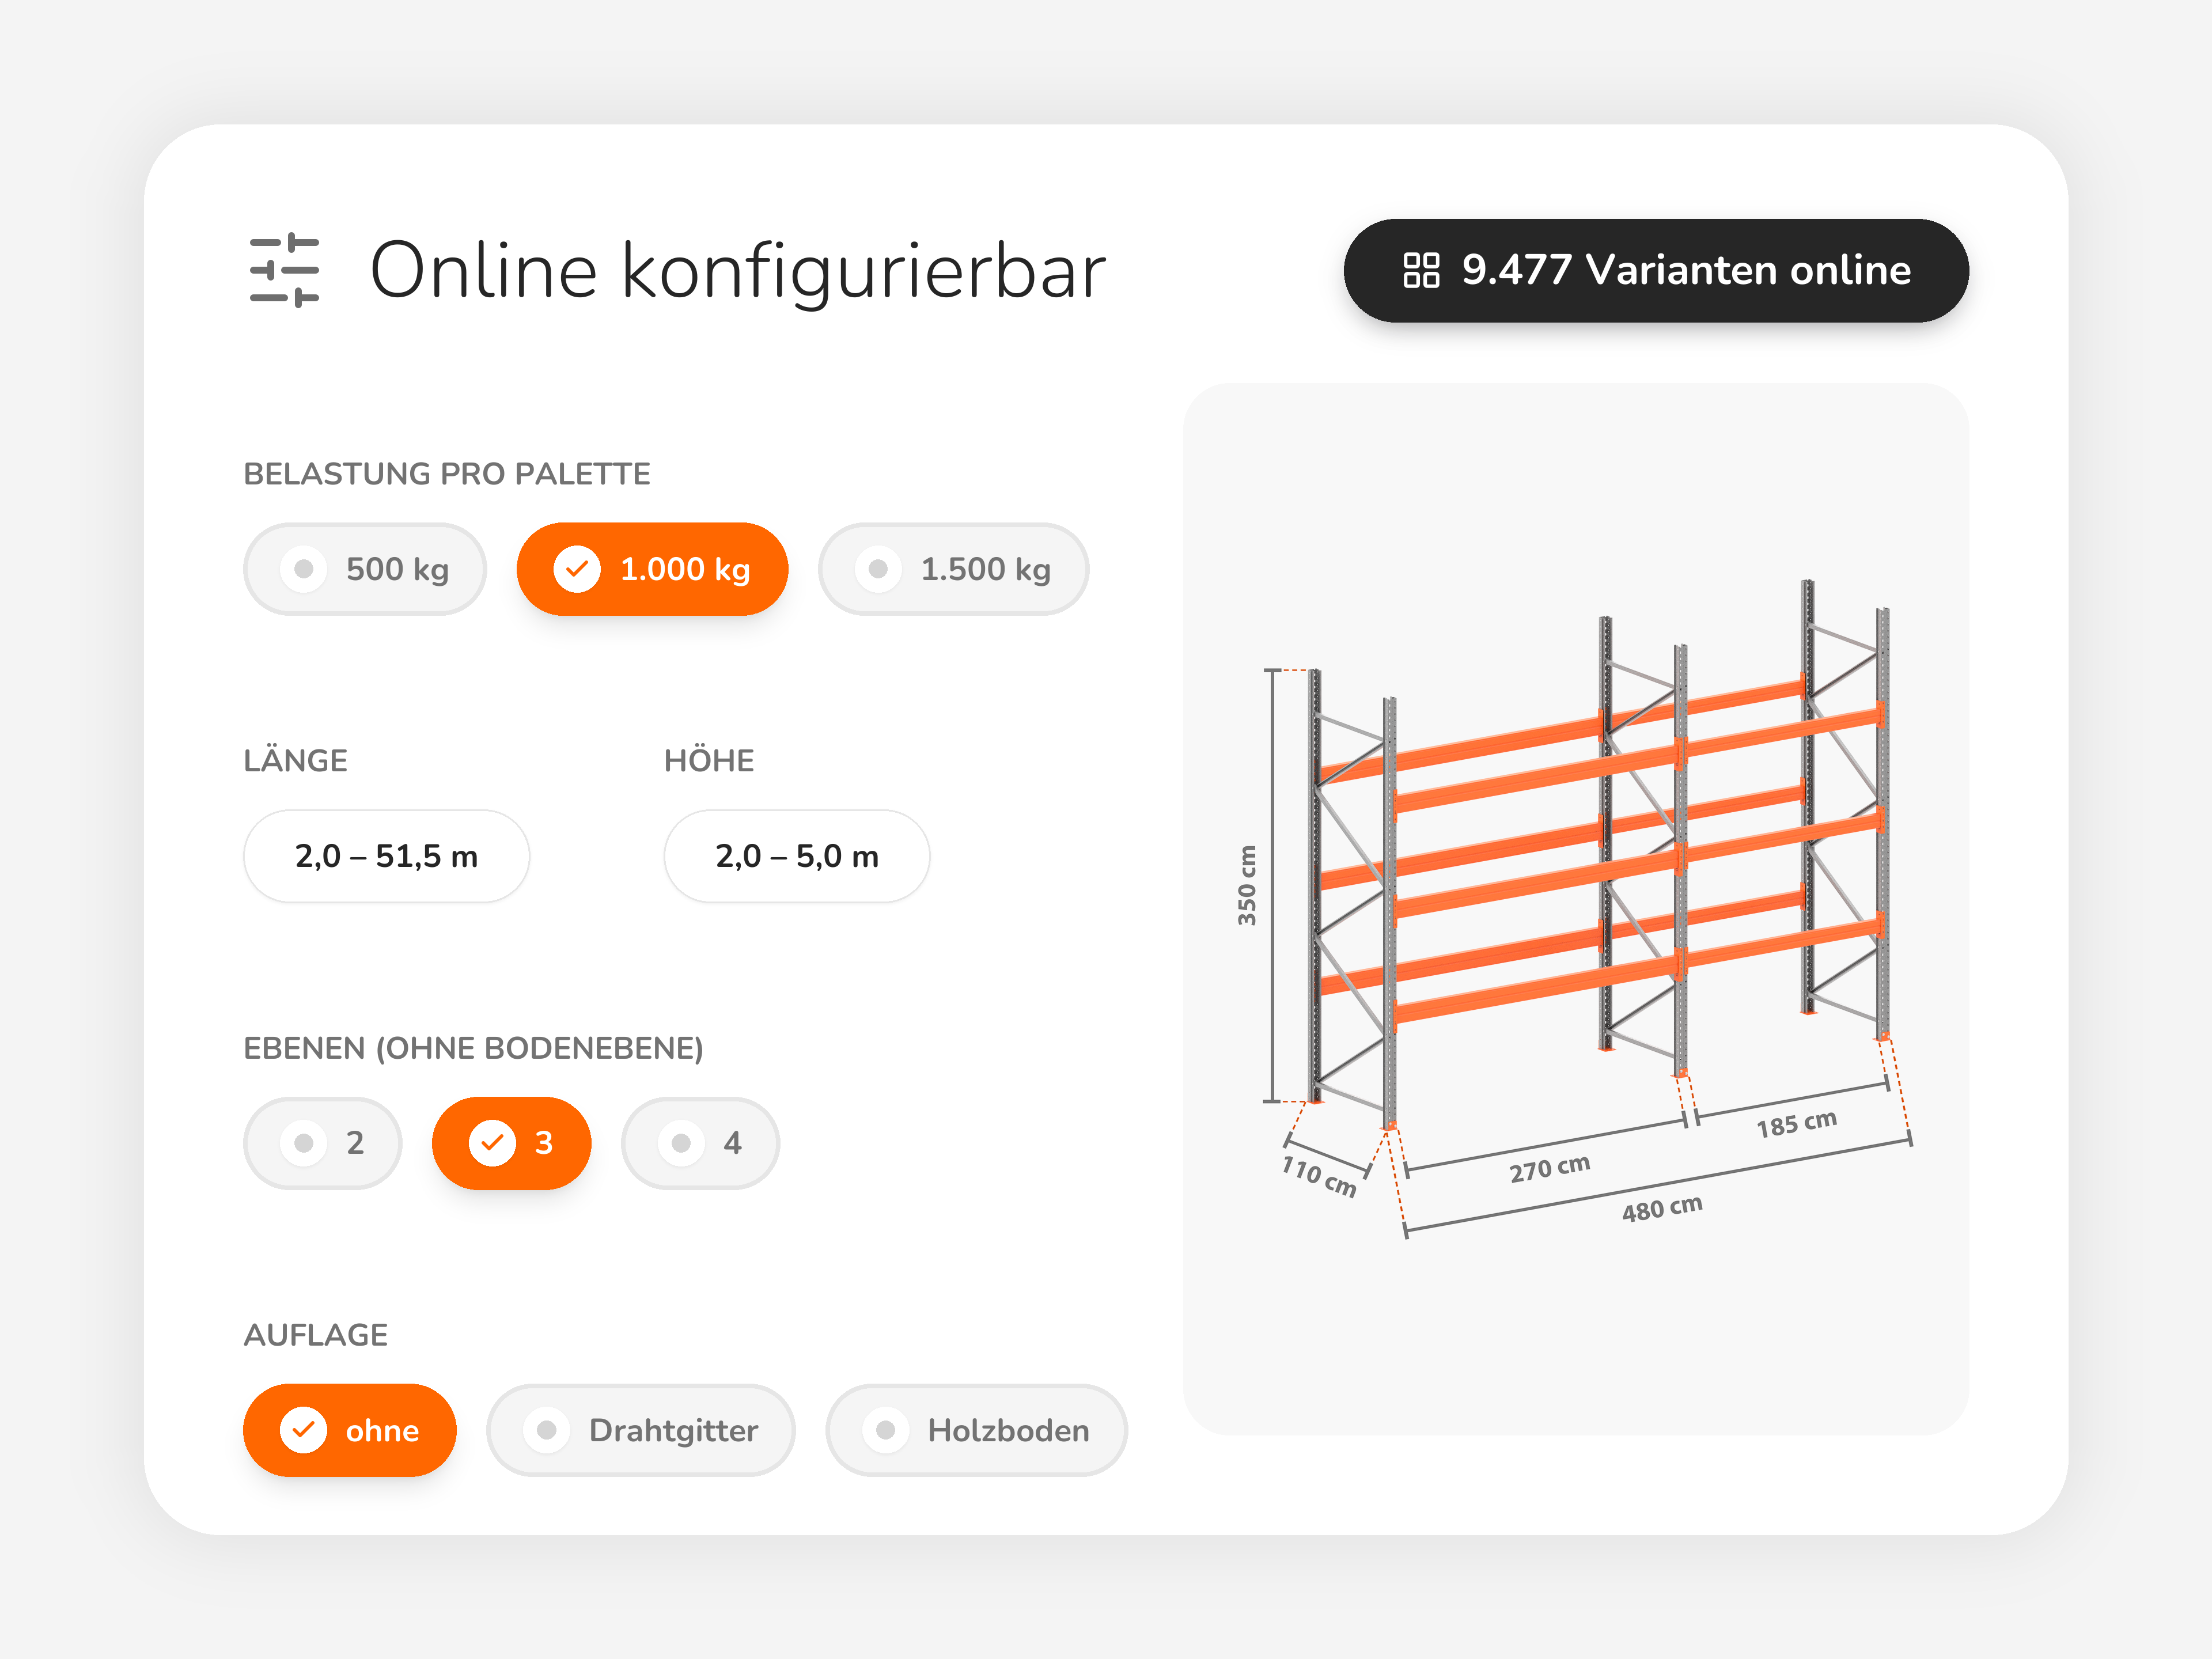 Online konfigurierbar
9.477 Varianten online
BELASTUNG PRO PALETTE
500 kg
1.000 kg
1.500 kg
LÄNGE
HÖHE
2,0 – 51,5 m
2,0 – 5,0 m
EBENEN (OHNE BODENEBENE)
2
3
4
AUFLAGE
ohne
Drahtgitter
Holzboden
350 cm
110 cm
270 cm
185 cm
480 cm